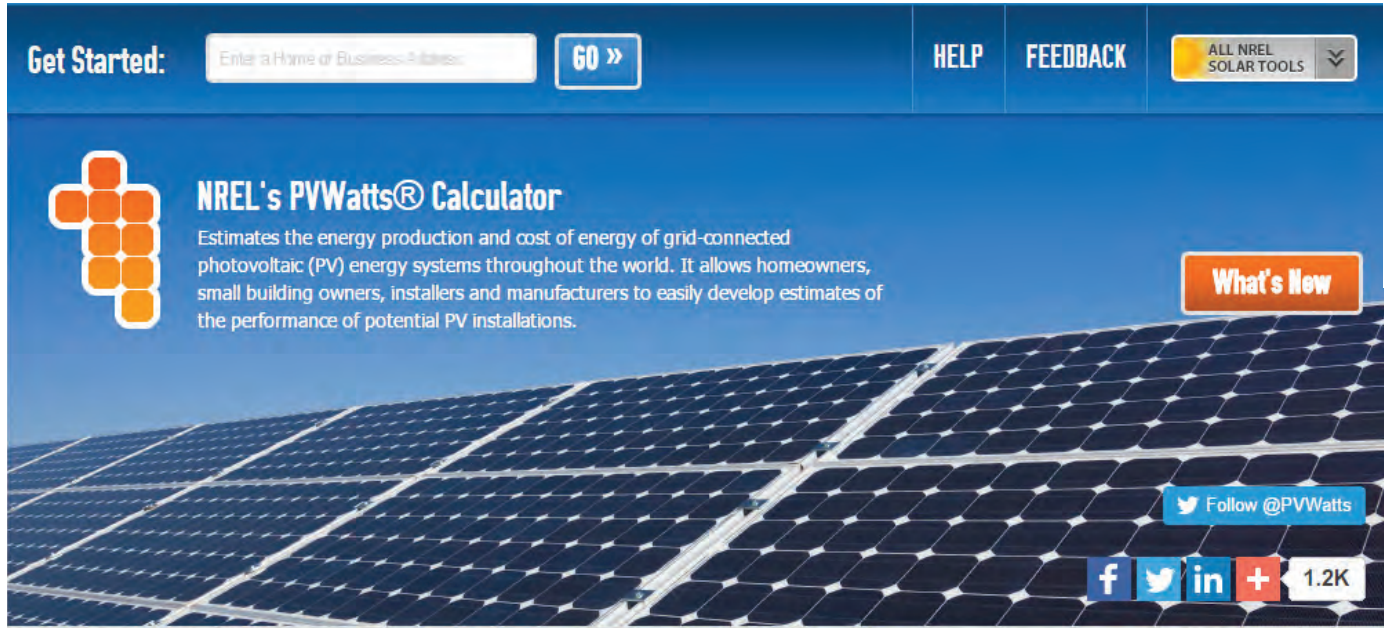 Get Started:
Enter a Home or Business Address
GO »
HELP
FEEDBACK
ALL NREL
SOLAR TOOLS
NREL's PVWatts® Calculator
Estimates the energy production and cost of energy of grid-connected
photovoltaic (PV) energy systems throughout the world. It allows homeowners,
small building owners, installers and manufacturers to easily develop estimates of
the performance of potential PV installations.
What's New
Follow @PVWatts
f
in
+
1.2K